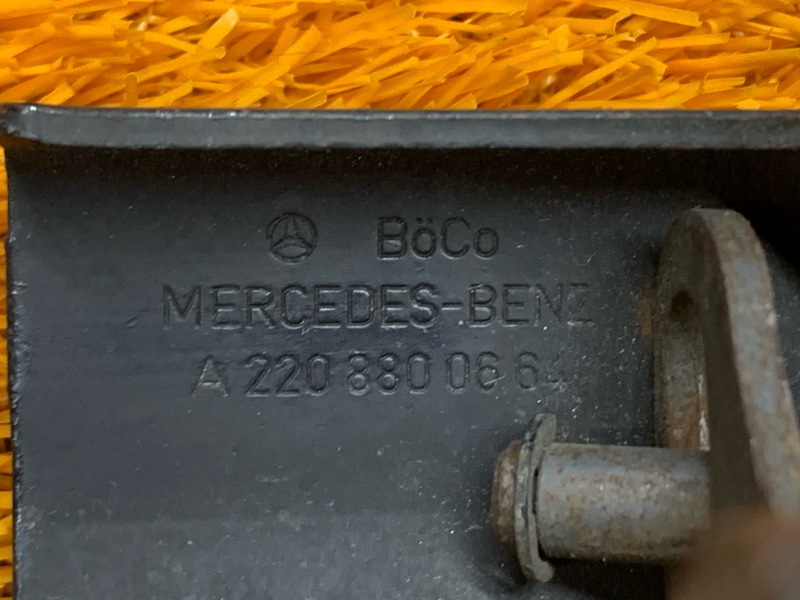 BöCo
MERCEDES-BENZ
A 220 880 06 64